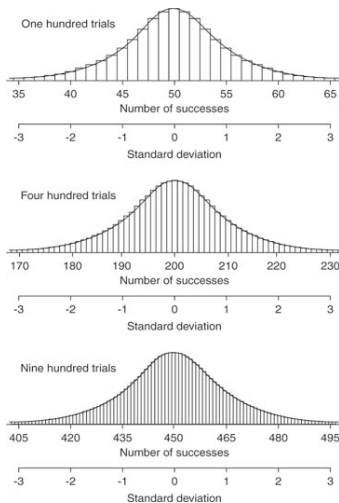 One hundred trials
35 40 45 50 55 60 65
Number of successes
-3 -2 -1 0 1 2 3
Standard deviation
Four hundred trials
170 180 190 200 210 220 230
Number of successes
-3 -2 -1 0 1 2 3
Standard deviation
Nine hundred trials
405 420 435 450 465 480 495
Number of successes
-3 -2 -1 0 1 2 3
Standard deviation